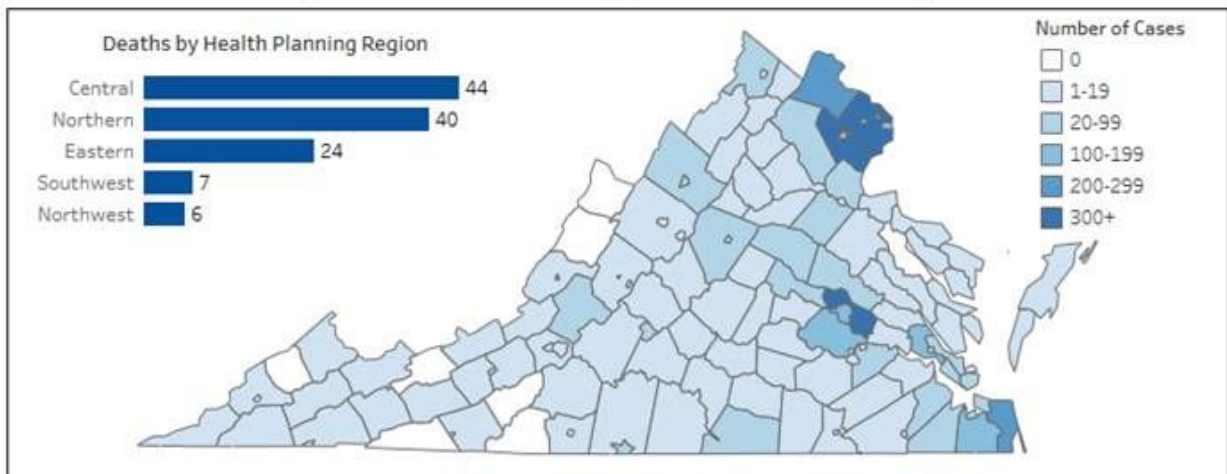 Deaths by Health Planning Region
Central 44
Northern 40
Eastern 24
Southwest 7
Northwest 6
Number of Cases
0
1-19
20-99
100-199
200-299
300+